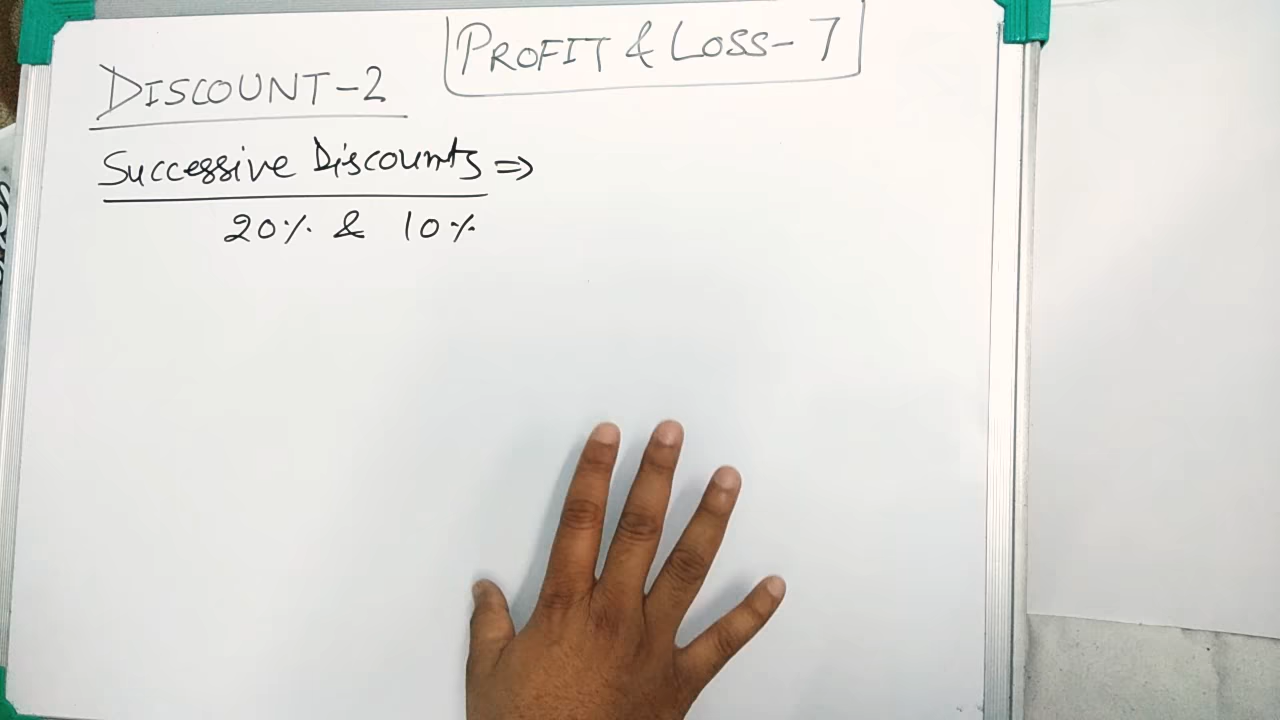 PROFIT & LOSS-7
DISCOUNT-2
Successive Discounts ⇒
20% & 10%